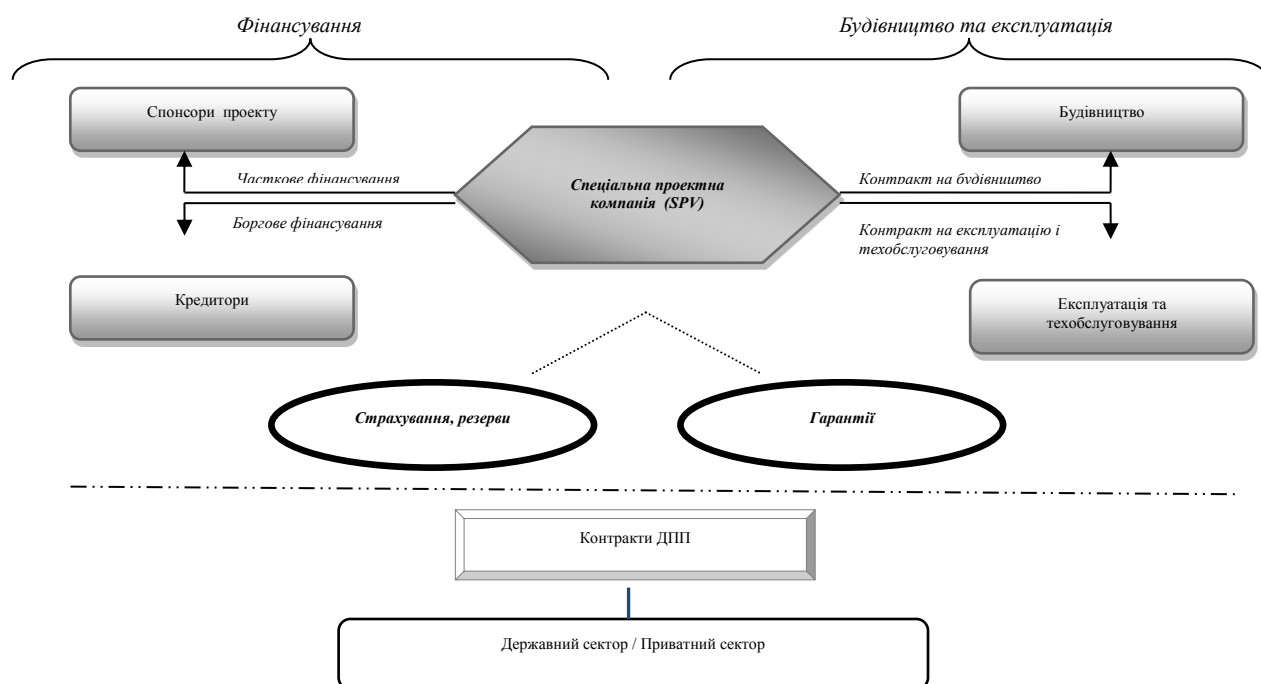 Фінансування
Будівництво та експлуатація
Спонсори проекту
Будівництво
Часткове фінансування
Спеціальна проектна
компанія (SPV)
Контракт на будівництво
Боргове фінансування
Контракт на експлуатацію і
техобслуговування
Кредитори
Експлуатація та
техобслуговування
Страхування, резерви
Гарантії
Контракти ДПП
Державний сектор / Приватний сектор